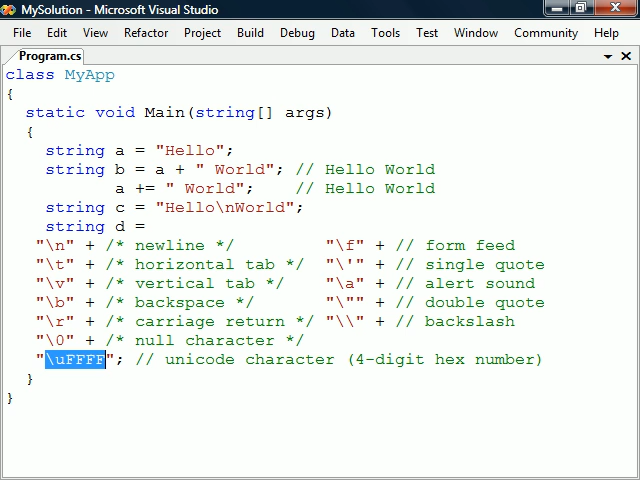 MySolution - Microsoft Visual Studio
File Edit View Refactor Project Build Debug Data Tools Test Window Community Help
Program.cs
class MyApp
{
static void Main(string[] args)
{
string a = "Hello";
string b = a + " World"; // Hello World
a += " World"; // Hello World
string c = "Hello\nWorld";
string d =
"\n" + /* newline */ "\f" + // form feed
"\t" + /* horizontal tab */ "\'" + // single quote
"\v" + /* vertical tab */ "\a" + // alert sound
"\b" + /* backspace */ "\"" + // double quote
"\r" + /* carriage return */ "\\" + // backslash
"\0" + /* null character */
"\uFFFF"; // unicode character (4-digit hex number)
}
}